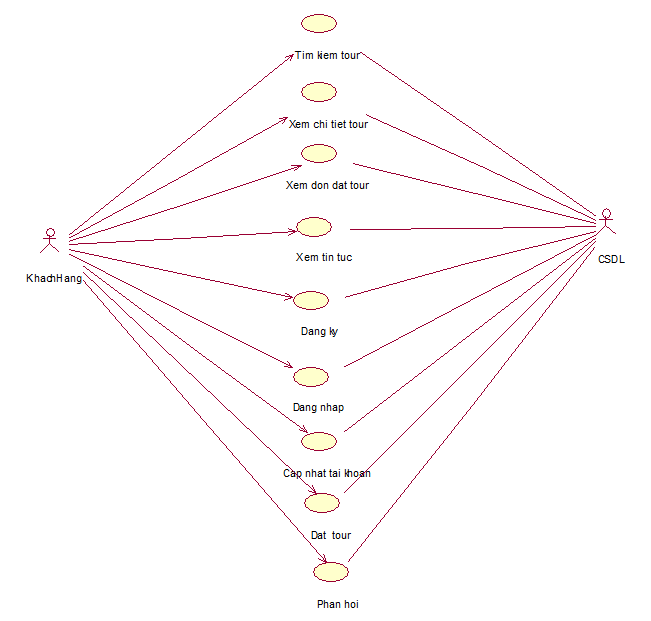 Tim kiem tour
Xem chi tiet tour
Xem don dat tour
Xem tin tuc
KhachHang
CSDL
Dang ky
Dang nhap
Cap nhat tai khoan
Dat tour
Phan hoi